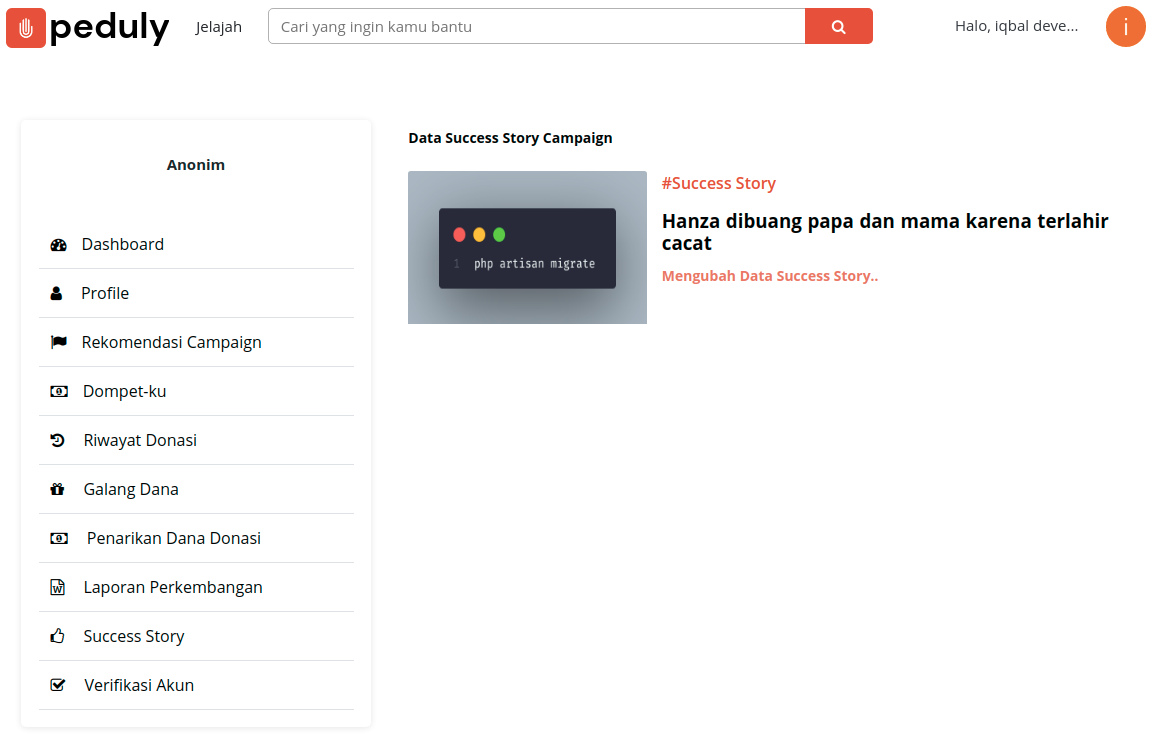 peduly
Jelajah
Cari yang ingin kamu bantu
Halo, iqbal deve...
i
Anonim
Dashboard
Profile
Rekomendasi Campaign
Dompet-ku
Riwayat Donasi
Galang Dana
Penarikan Dana Donasi
Laporan Perkembangan
Success Story
Verifikasi Akun
Data Success Story Campaign
1 php artisan migrate
#Success Story
Hanza dibuang papa dan mama karena terlahir
cacat
Mengubah Data Success Story..